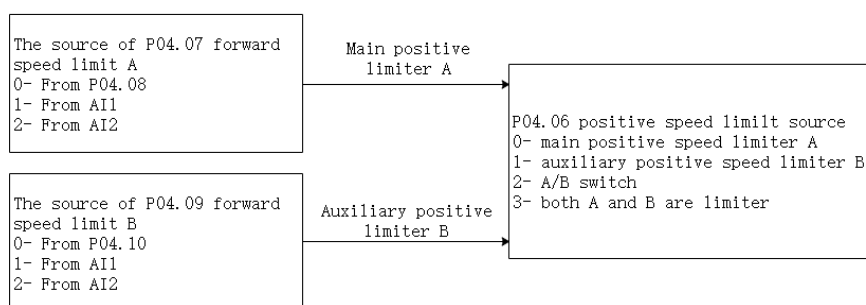 The source of P04.07 forward
speed limit A
0- From P04.08
1- From AI1
2- From AI2
Main positive
limiter A
The source of P04.09 forward
speed limit B
0- From P04.10
1- From AI1
2- From AI2
Auxiliary positive
limiter B
P04.06 positive speed limilt source
0- main positive speed limiter A
1- auxiliary positive speed limiter B
2- A/B switch
3- both A and B are limiter